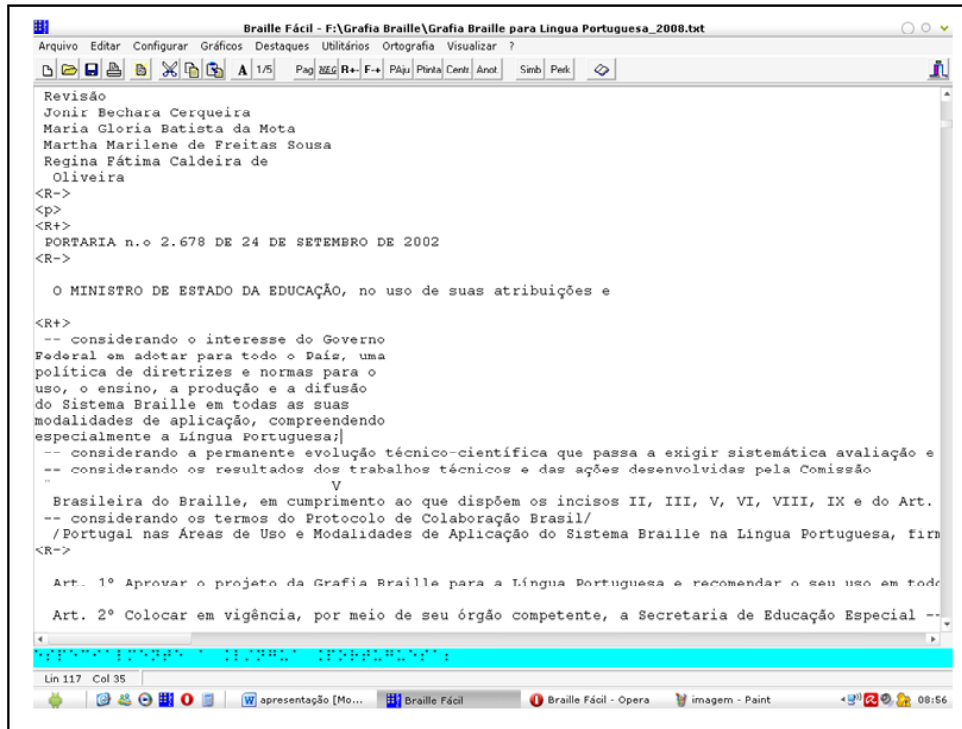 Braille Fácil - F:\Grafia Braille\Grafia Braille para Lingua Portuguesa_2008.txt
Arquivo Editar Configurar Gráficos Destaques Utilitários Ortografia Visualizar ?
A 1/5 Pag NEG R+- F-+ PAju Ptinta Centr Anot Simb Perk
Revisão
Jonir Bechara Cerqueira
Maria Gloria Batista da Mota
Martha Marilene de Freitas Sousa
Regina Fátima Caldeira de
Oliveira
<R->
<p>
<R+>
PORTARIA n.o 2.678 DE 24 DE SETEMBRO DE 2002
<R->
O MINISTRO DE ESTADO DA EDUCAÇÃO, no uso de suas atribuições e
<R+>
-- considerando o interesse do Governo
Federal em adotar para todo o País, uma
política de diretrizes e normas para o
uso, o ensino, a produção e a difusão
do Sistema Braille em todas as suas
modalidades de aplicação, compreendendo
especialmente a Língua Portuguesa;
-- considerando a permanente evolução técnico-científica que passa a exigir sistemática avaliação e
-- considerando os resultados dos trabalhos técnicos e das ações desenvolvidas pela Comissão
V
Brasileira do Braille, em cumprimento ao que dispõem os incisos II, III, V, VI, VIII, IX e do Art.
-- considerando os termos do Protocolo de Colaboração Brasil/
/Portugal nas Áreas de Uso e Modalidades de Aplicação do Sistema Braille na Língua Portuguesa, firm
<R->
Art. 1º Aprovar o projeto da Grafia Braille para a Língua Portuguesa e recomendar o seu uso em todo
Art. 2º Colocar em vigência, por meio de seu órgão competente, a Secretaria de Educação Especial --
Lin 117 Col 35
apresentação [Mo... Braille Fácil Braille Fácil - Opera imagem - Paint 08:56